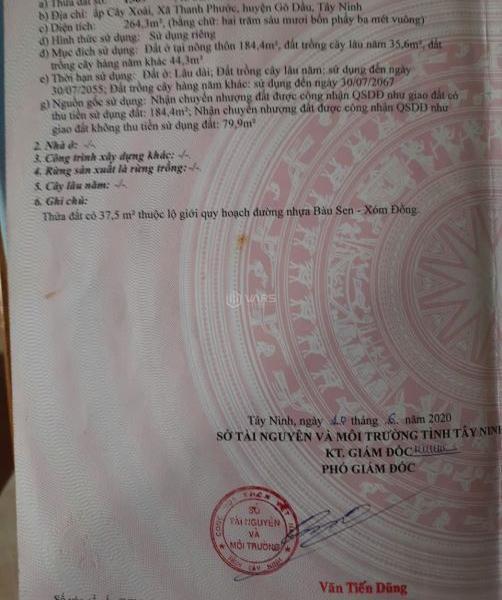 a) Thửa đất
b) Địa chỉ: ấp Cây Xoài, Xã Thanh Phước, huyện Gò Dầu, Tây Ninh
c) Diện tích: 264,3m², (bằng chữ: hai trăm sáu mươi bốn phẩy ba mét vuông)
d) Hình thức sử dụng: Sử dụng riêng
đ) Mục đích sử dụng: Đất ở tại nông thôn 184,4m², đất trồng cây lâu năm 35,6m², đất
trồng cây hàng năm khác 44,3m²
e) Thời hạn sử dụng: Đất ở: Lâu dài; Đất trồng cây lâu năm: sử dụng đến ngày
30/07/2055; Đất trồng cây hàng năm khác: sử dụng đến ngày 30/07/2067
g) Nguồn gốc sử dụng: Nhận chuyển nhượng đất được công nhận QSDĐ như giao đất có
thu tiền sử dụng đất: 184,4m²; Nhận chuyển nhượng đất được công nhận QSDĐ như
giao đất không thu tiền sử dụng đất: 79,9m²
2. Nhà ở: -/-
3. Công trình xây dựng khác: -/-
4. Rừng sản xuất là rừng trồng: -/-
5. Cây lâu năm: -/-
6. Ghi chú:
Thửa đất có 37,5 m² thuộc lộ giới quy hoạch đường nhựa Bàu Sen - Xóm Đồng.
VARS
Tây Ninh, ngày 10 tháng 6 năm 2020
SỞ TÀI NGUYÊN VÀ MÔI TRƯỜNG TỈNH TÂY NINH
KT. GIÁM ĐỐC
PHÓ GIÁM ĐỐC
SỞ
TÀI NGUYÊN
VÀ
MÔI TRƯỜNG
TỈNH TÂY NINH
Văn Tiến Dũng